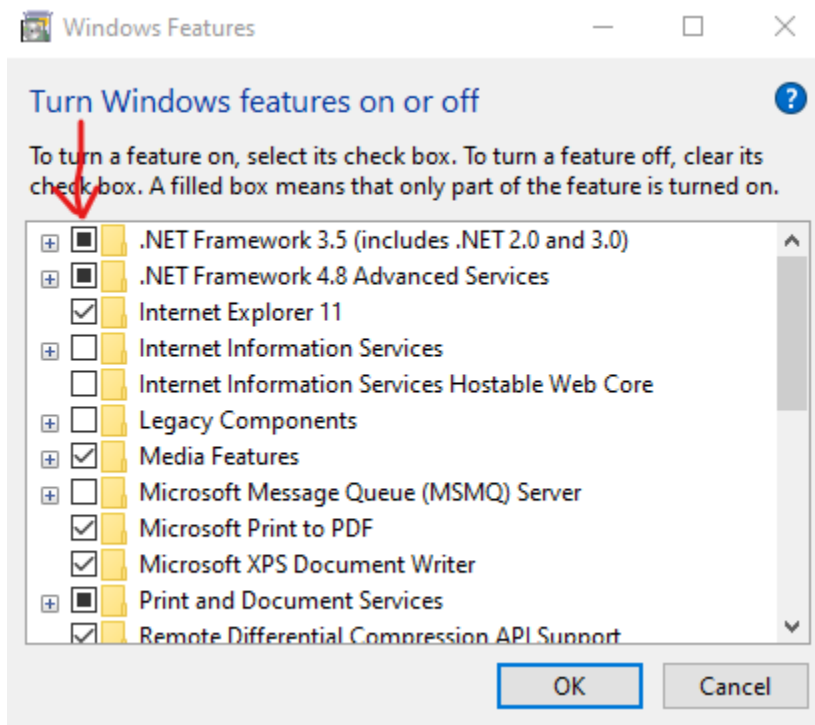 Windows Features
Turn Windows features on or off
?
To turn a feature on, select its check box. To turn a feature off, clear its
check box. A filled box means that only part of the feature is turned on.
.NET Framework 3.5 (includes .NET 2.0 and 3.0)
.NET Framework 4.8 Advanced Services
Internet Explorer 11
Internet Information Services
Internet Information Services Hostable Web Core
Legacy Components
Media Features
Microsoft Message Queue (MSMQ) Server
Microsoft Print to PDF
Microsoft XPS Document Writer
Print and Document Services
Remote Differential Compression API Support
OK Cancel